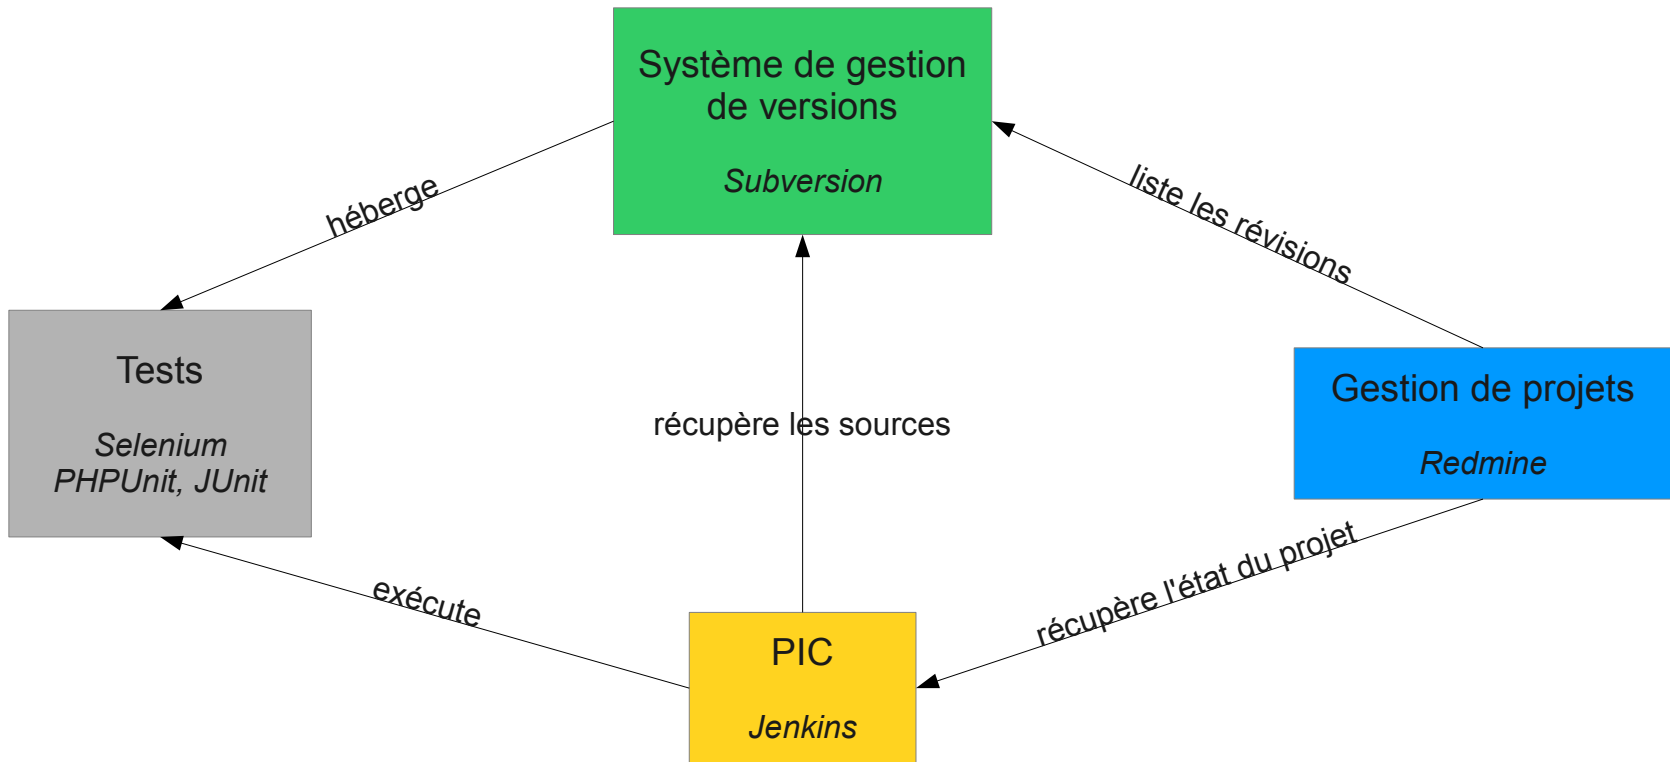 Système de gestion
de versions
Subversion
héberge
liste les révisions
Tests
Selenium
PHPUnit, JUnit
récupère les sources
Gestion de projets
Redmine
exécute
récupère l'état du projet
PIC
Jenkins